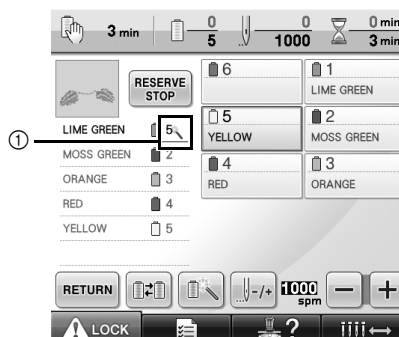 3 min 0 5 0 1000 0 min 3 min
RESERVE STOP
6
1 LIME GREEN
5 YELLOW
2 MOSS GREEN
4 RED
3 ORANGE
①
LIME GREEN 5
MOSS GREEN 2
ORANGE 3
RED 4
YELLOW 5
RETURN -/+ 1000 spm − +
LOCK ?